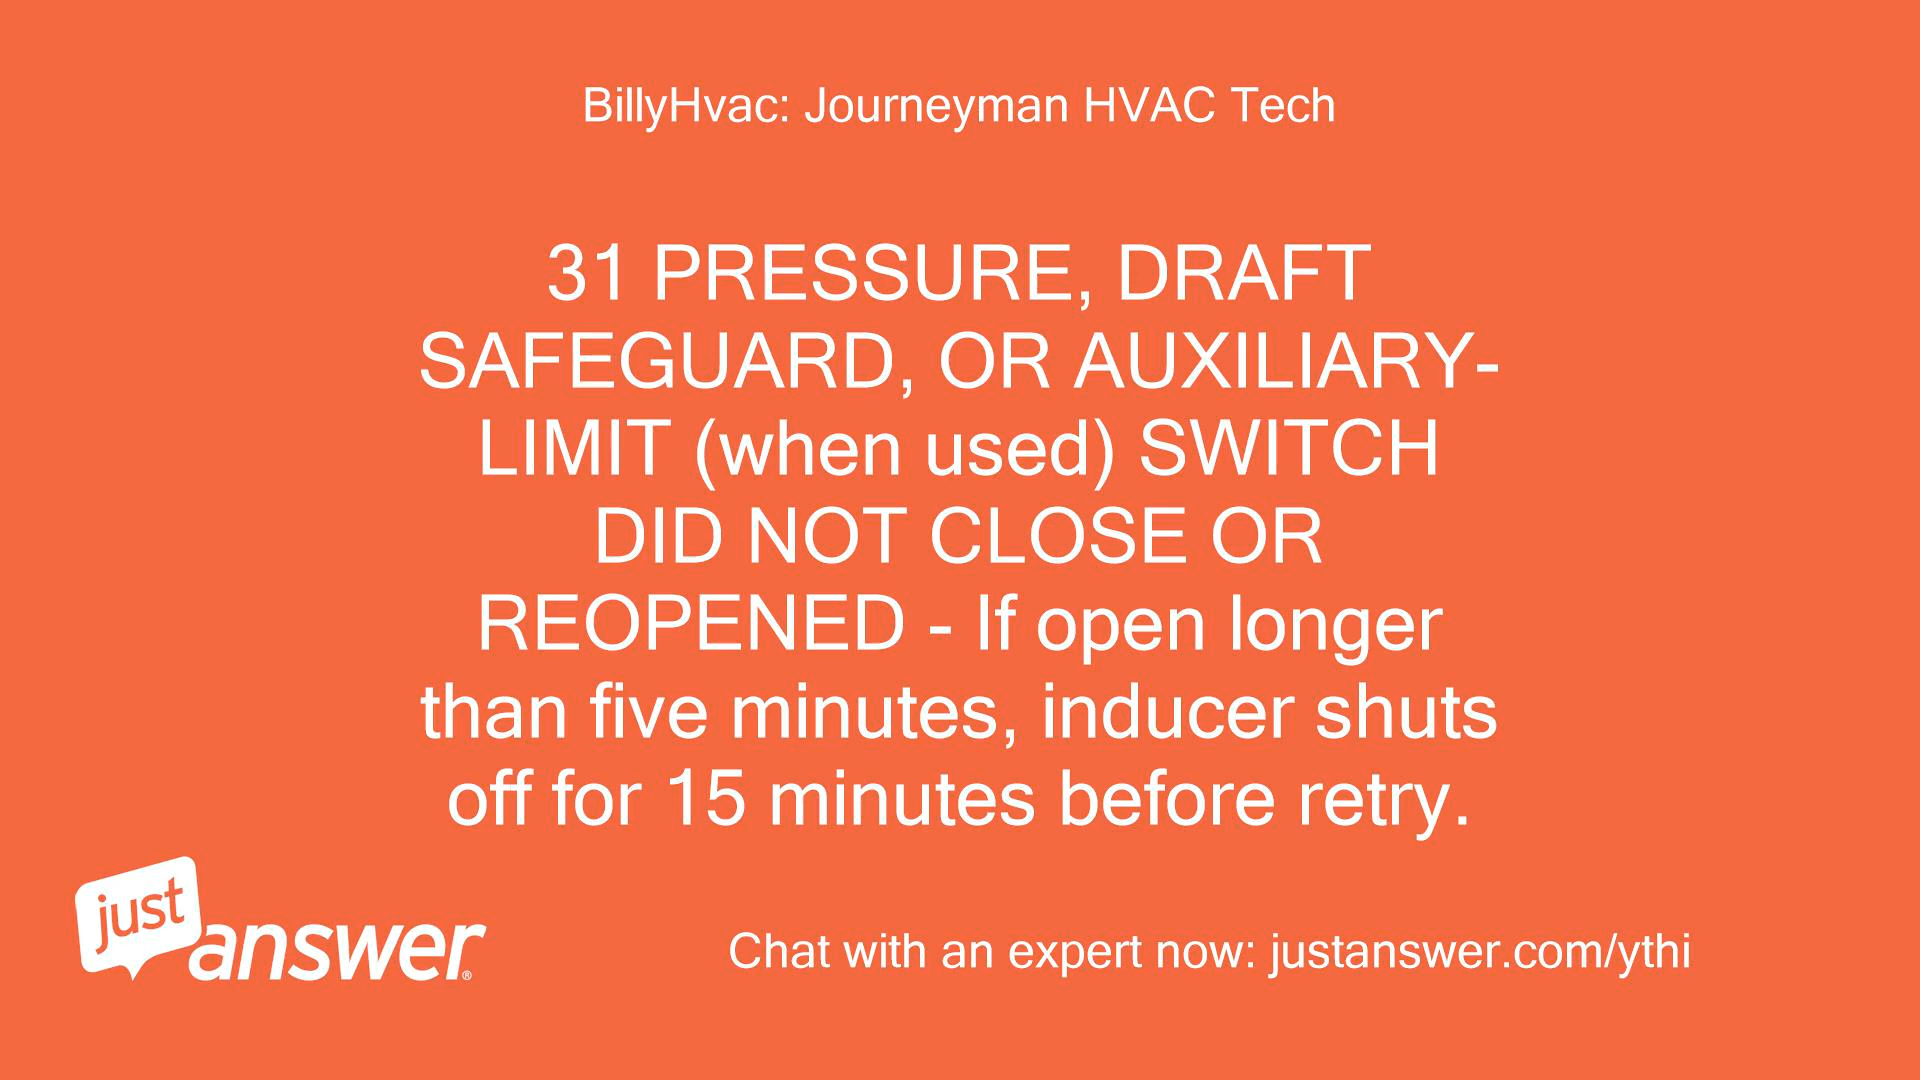 BillyHvac: Journeyman HVAC Tech
31 PRESSURE, DRAFT
SAFEGUARD, OR AUXILIARY-
LIMIT (when used) SWITCH
DID NOT CLOSE OR
REOPENED - If open longer
than five minutes, inducer shuts
off for 15 minutes before retry.
just
answer®
Chat with an expert now: justanswer.com/ythi